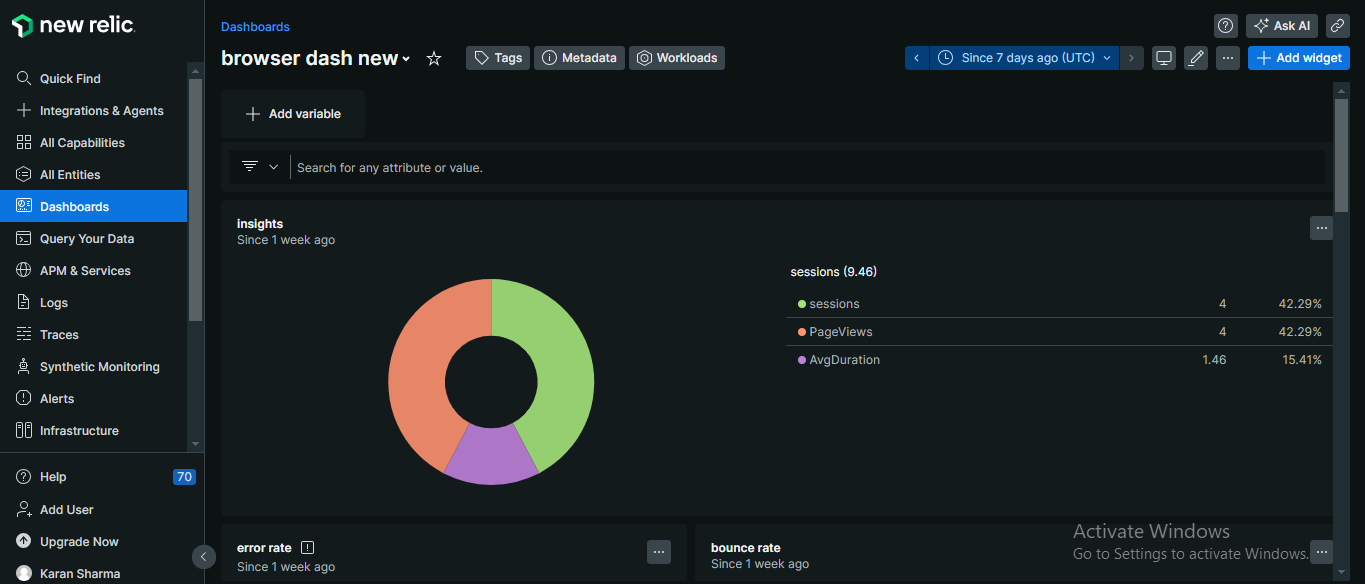 new relic.
Quick Find
Integrations & Agents
All Capabilities
All Entities
Dashboards
Query Your Data
APM & Services
Logs
Traces
Synthetic Monitoring
Alerts
Infrastructure
Help 70
Add User
Upgrade Now
Karan Sharma
Dashboards
Ask AI
browser dash new
Tags Metadata Workloads
Since 7 days ago (UTC)
Add widget
Add variable
Search for any attribute or value.
insights
Since 1 week ago
sessions (9.46)
sessions 4 42.29%
PageViews 4 42.29%
AvgDuration 1.46 15.41%
error rate
Since 1 week ago
bounce rate
Since 1 week ago
Activate Windows
Go to Settings to activate Windows.